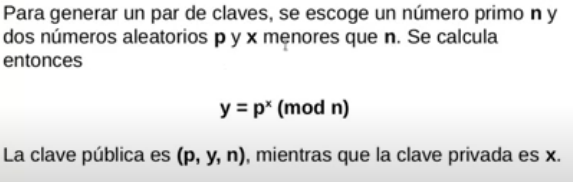 Para generar un par de claves, se escoge un número primo n y
dos números aleatorios p y x menores que n. Se calcula
entonces
y = pˣ (mod n)
La clave pública es (p, y, n), mientras que la clave privada es x.